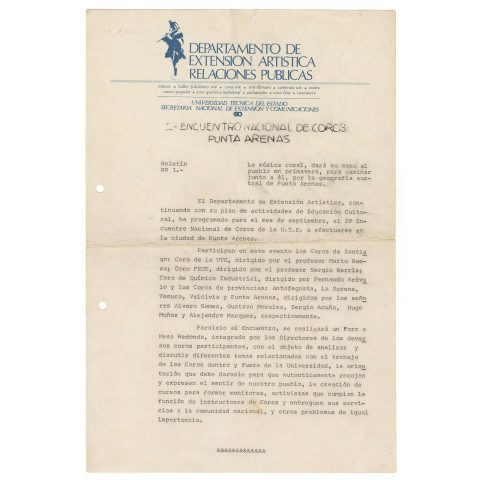 DEPARTAMENTO DE
EXTENSION ARTISTICA
RELACIONES PUBLICAS
UNIVERSIDAD TECNICA DEL ESTADO
SECRETARIA NACIONAL DE EXTENSION Y COMUNICACIONES
ENCUENTRO NACIONAL DE COROS
PUNTA ARENAS
Boletín
Nº 1.-
La música coral, dará su mano al
pueblo en primavera, para caminar
junto a él, por la geografía aus-
tral de Punta Arenas.
El Departamento de Extensión Artística, con-
tinuando con su plan de actividades de Educación Cultu-
ral, ha programado para el mes de septiembre, el 2º En-
cuentro Nacional de Coros de la U.T.E. a efectuarse en
la ciudad de Punta Arenas.
Participan en este evento los Coros de Santia
go: Coro de la UTE, dirigido por el profesor Mario Bae-
za; Coro PEUT, dirigido por el profesor Sergio Barría;
Coro de Química Industrial, dirigido por Fernando Aréva
lo y los Coros de provincias: Antofagasta, La Serena,
Temuco, Valdivia y Punta Arenas, dirigidos por los seño
res Alvaro Gomez, Gustavo Morales, Sergio Acuña, Hugo
Muñoz y Alejandro Marques, respectivamente.
Paralelo al Encuentro, se realizará un Foro o
Mesa Redonda, integrado por los Directores de los dever
sos coros participantes, con el objeto de analizar y
discutir diferentes temas relacionados con el trabajo
de los Coros dentro y fuera de la Universidad, la orien
tación que debe darsele para que autenticamente recojan
y expresen el sentir de nuestro pueblo, la creación de
cursos para formar monitores, activistas que cumplan la
función de instructores de Coros y entreguen sus servi-
cios a la comunidad nacional, y otros problemas de igual
importancia.
&&&&&&&&&&&&&